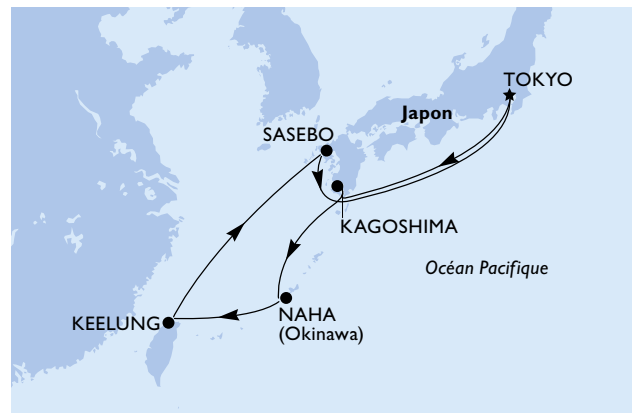 TOKYO
Japon
SASEBO
KAGOSHIMA
Océan Pacifique
NAHA
(Okinawa)
KEELUNG